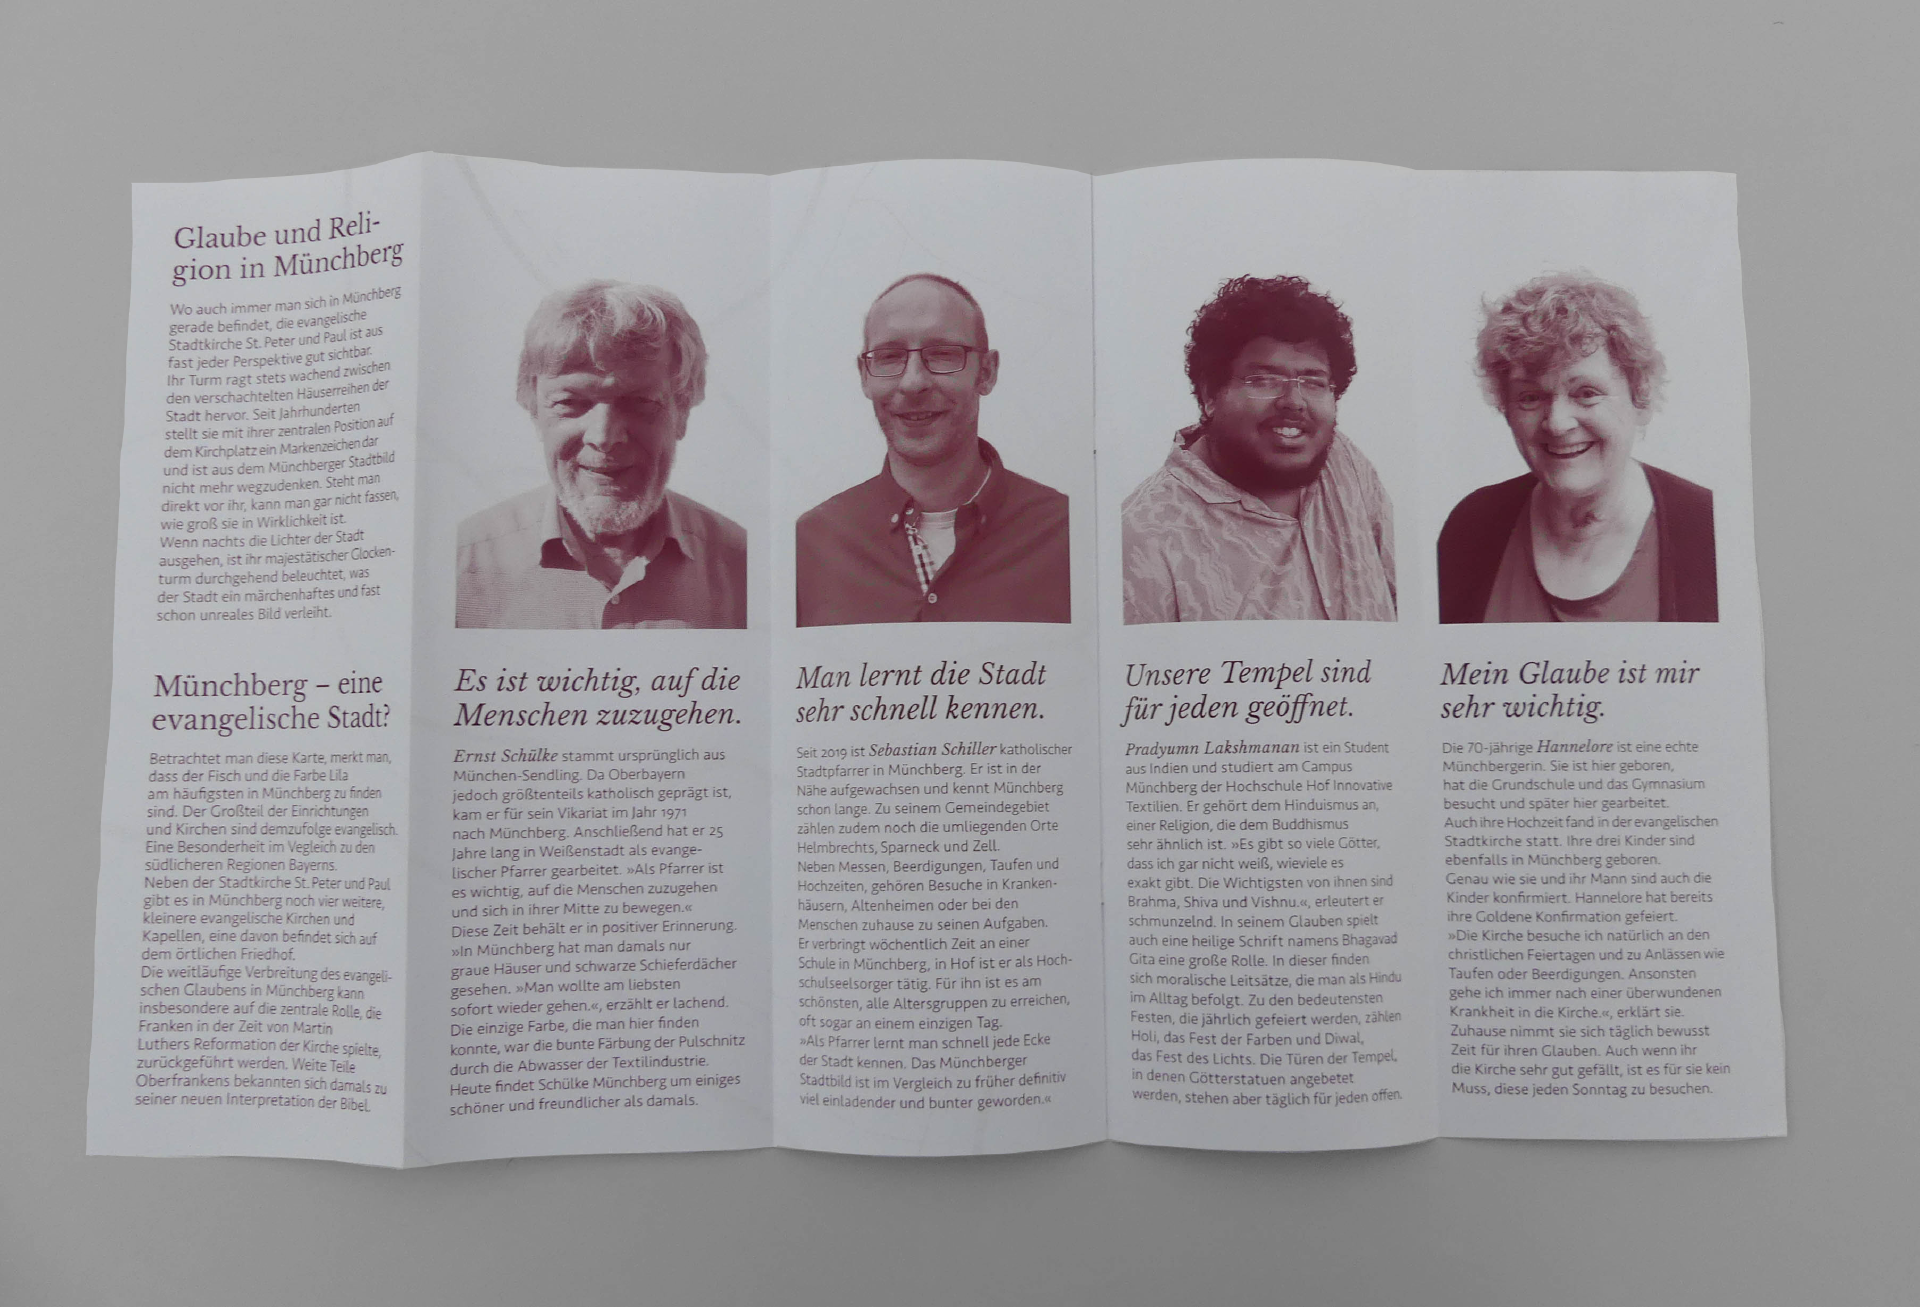 Glaube und Reli-
gion in Münchberg
Wo auch immer man sich in Münchberg
gerade befindet, die evangelische
Stadtkirche St. Peter und Paul ist aus
fast jeder Perspektive gut sichtbar.
Ihr Turm ragt stets wachend zwischen
den verschachtelten Häuserreihen der
Stadt hervor. Seit Jahrhunderten
stellt sie mit ihrer zentralen Position auf
dem Kirchplatz ein Markenzeichen dar
und ist aus dem Münchberger Stadtbild
nicht mehr wegzudenken. Steht man
direkt vor ihr, kann man gar nicht fassen,
wie groß sie in Wirklichkeit ist.
Wenn nachts die Lichter der Stadt
ausgehen, ist ihr majestätischer Glocken-
turm durchgehend beleuchtet, was
der Stadt ein märchenhaftes und fast
schon unreales Bild verleiht.
Münchberg – eine
evangelische Stadt?
Betrachtet man diese Karte, merkt man,
dass der Fisch und die Farbe Lila
am häufigsten in Münchberg zu finden
sind. Der Großteil der Einrichtungen
und Kirchen sind demzufolge evangelisch.
Eine Besonderheit im Vegleich zu den
südlicheren Regionen Bayerns.
Neben der Stadtkirche St. Peter und Paul
gibt es in Münchberg noch vier weitere,
kleinere evangelische Kirchen und
Kapellen, eine davon befindet sich auf
dem örtlichen Friedhof.
Die weitläufige Verbreitung des evangeli-
schen Glaubens in Münchberg kann
insbesondere auf die zentrale Rolle, die
Franken in der Zeit von Martin
Luthers Reformation der Kirche spielte,
zurückgeführt werden. Weite Teile
Oberfrankens bekannten sich damals zu
seiner neuen Interpretation der Bibel.
Es ist wichtig, auf die
Menschen zuzugehen.
Ernst Schülke stammt ursprünglich aus
München-Sendling. Da Oberbayern
jedoch größtenteils katholisch geprägt ist,
kam er für sein Vikariat im Jahr 1971
nach Münchberg. Anschließend hat er 25
Jahre lang in Weißenstadt als evange-
lischer Pfarrer gearbeitet. »Als Pfarrer ist
es wichtig, auf die Menschen zuzugehen
und sich in ihrer Mitte zu bewegen.«
Diese Zeit behält er in positiver Erinnerung.
»In Münchberg hat man damals nur
graue Häuser und schwarze Schieferdächer
gesehen. »Man wollte am liebsten
sofort wieder gehen.«, erzählt er lachend.
Die einzige Farbe, die man hier finden
konnte, war die bunte Färbung der Pulschnitz
durch die Abwasser der Textilindustrie.
Heute findet Schülke Münchberg um einiges
schöner und freundlicher als damals.
Man lernt die Stadt
sehr schnell kennen.
Seit 2019 ist Sebastian Schiller katholischer
Stadtpfarrer in Münchberg. Er ist in der
Nähe aufgewachsen und kennt Münchberg
schon lange. Zu seinem Gemeindegebiet
zählen zudem noch die umliegenden Orte
Helmbrechts, Sparneck und Zell.
Neben Messen, Beerdigungen, Taufen und
Hochzeiten, gehören Besuche in Kranken-
häusern, Altenheimen oder bei den
Menschen zuhause zu seinen Aufgaben.
Er verbringt wöchentlich Zeit an einer
Schule in Münchberg, in Hof ist er als Hoch-
schulseelsorger tätig. Für ihn ist es am
schönsten, alle Altersgruppen zu erreichen,
oft sogar an einem einzigen Tag.
»Als Pfarrer lernt man schnell jede Ecke
der Stadt kennen. Das Münchberger
Stadtbild ist im Vergleich zu früher definitiv
viel einladender und bunter geworden.«
Unsere Tempel sind
für jeden geöffnet.
Pradyumn Lakshmanan ist ein Student
aus Indien und studiert am Campus
Münchberg der Hochschule Hof Innovative
Textilien. Er gehört dem Hinduismus an,
einer Religion, die dem Buddhismus
sehr ähnlich ist. »Es gibt so viele Götter,
dass ich gar nicht weiß, wieviele es
exakt gibt. Die Wichtigsten von ihnen sind
Brahma, Shiva und Vishnu.«, erleutert er
schmunzelnd. In seinem Glauben spielt
auch eine heilige Schrift namens Bhagavad
Gita eine große Rolle. In dieser finden
sich moralische Leitsätze, die man als Hindu
im Alltag befolgt. Zu den bedeutensten
Festen, die jährlich gefeiert werden, zählen
Holi, das Fest der Farben und Diwal,
das Fest des Lichts. Die Türen der Tempel,
in denen Götterstatuen angebetet
werden, stehen aber täglich für jeden offen.
Mein Glaube ist mir
sehr wichtig.
Die 70-jährige Hannelore ist eine echte
Münchbergerin. Sie ist hier geboren,
hat die Grundschule und das Gymnasium
besucht und später hier gearbeitet.
Auch ihre Hochzeit fand in der evangelischen
Stadtkirche statt. Ihre drei Kinder sind
ebenfalls in Münchberg geboren.
Genau wie sie und ihr Mann sind auch die
Kinder konfirmiert. Hannelore hat bereits
ihre Goldene Konfirmation gefeiert.
»Die Kirche besuche ich natürlich an den
christlichen Feiertagen und zu Anlässen wie
Taufen oder Beerdigungen. Ansonsten
gehe ich immer nach einer überwundenen
Krankheit in die Kirche.«, erklärt sie.
Zuhause nimmt sie sich täglich bewusst
Zeit für ihren Glauben. Auch wenn ihr
die Kirche sehr gut gefällt, ist es für sie kein
Muss, diese jeden Sonntag zu besuchen.